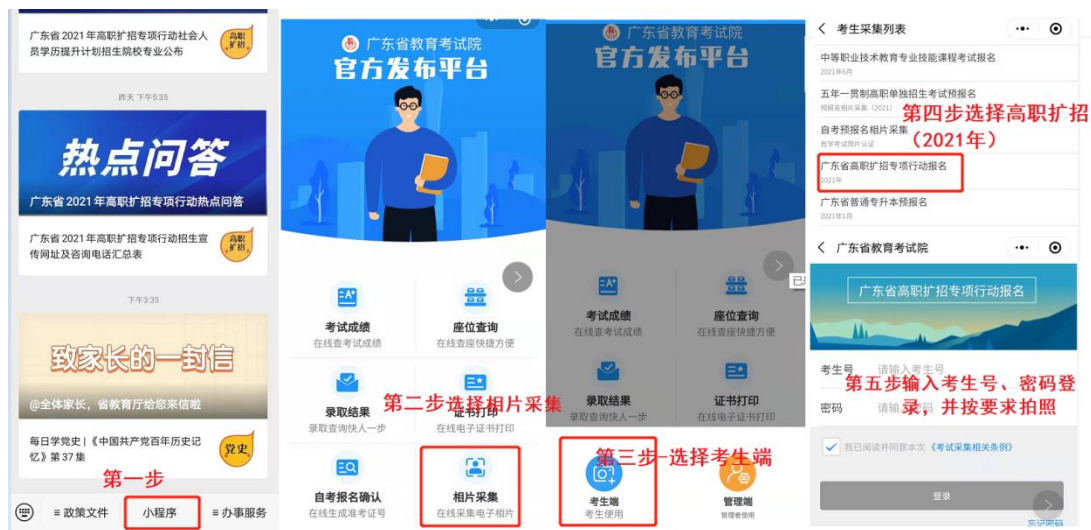 广东省2021年高职扩招专项行动社会人
员学历提升计划招生院校专业公布
高职
扩招
昨天 下午5:35
热点问答
广东省2021年高职扩招专项行动热点问答
广东省2021年高职扩招专项行动招生宣
传网址及咨询电话汇总表
高职
扩招
下午3:35
致家长的一封信
@全体家长，省教育厅给您来信啦
每日学党史 | 《中国共产党百年历史记
忆》第37集
党史
第一步
≡ 政策文件
小程序
≡ 办事服务
广东省教育考试院
官方发布平台
考试成绩
在线查考试成绩
座位查询
在线查座快捷方便
录取结果
录取查询快人一步
证书打印
在线电子证书打印
第二步选择相片采集
自考报名确认
在线生成准考证号
相片采集
在线采集电子相片
广东省教育考试院
官方发布平台
考试成绩
在线查考试成绩
座位查询
在线查座快捷方便
录取结果
录取查询快人一步
证书打印
在线电子证书打印
第三步-选择考生端
考生端
考生使用
管理端
管理者使用
考生采集列表
中等职业技术教育专业技能课程考试报名
2021年6月
五年一贯制高职单独招生考试预报名
预报名相片采集（2021）
第四步选择高职扩招
（2021年）
自考预报名相片采集
自学考试照片认证
广东省高职扩招专项行动报名
2021年
广东省普通专升本预报名
2021年1月
广东省教育考试院
广东省高职扩招专项行动报名
考生号
请输入考生号
第五步输入考生号、密码登
录，并按要求拍照
密码
我已阅读并同意本次《考试采集相关条例》
登录
忘记密码